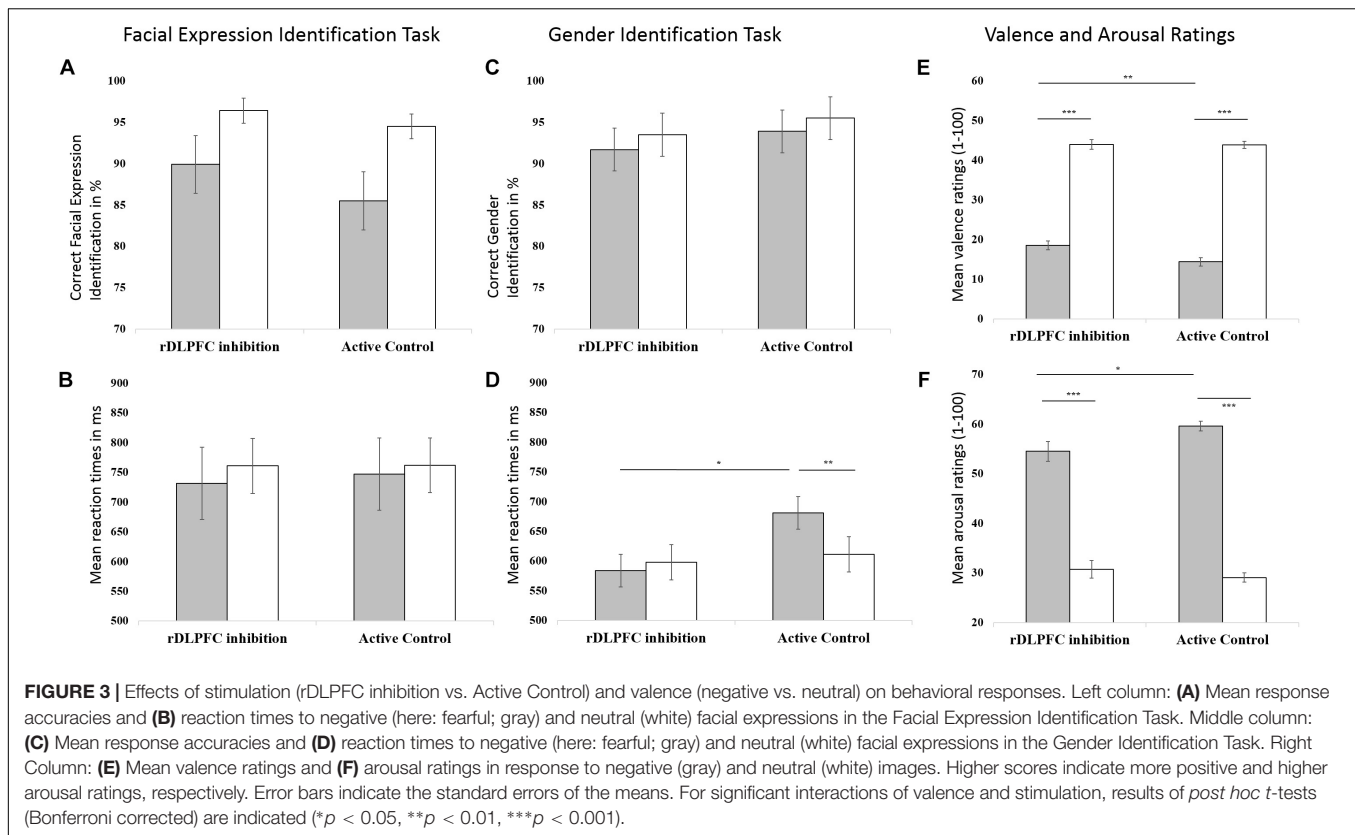 Facial Expression Identification Task
Gender Identification Task
Valence and Arousal Ratings
A
Correct Facial Expression
Identification in %
100
95
90
85
80
75
70
rDLPFC inhibition
Active Control
B
Mean reaction times in ms
900
850
800
750
700
650
600
550
500
rDLPFC inhibition
Active Control
C
Correct Gender
Identification in %
100
95
90
85
80
75
70
rDLPFC inhibition
Active Control
D
Mean reaction times in ms
900
850
800
750
700
650
600
550
500
*
**
rDLPFC inhibition
Active Control
E
Mean valence ratings (1-100)
60
50
40
30
20
10
0
**
***
***
rDLPFC inhibition
Active Control
F
Mean arousal ratings (1-100)
70
60
50
40
30
20
*
***
***
rDLPFC inhibition
Active Control
FIGURE 3 | Effects of stimulation (rDLPFC inhibition vs. Active Control) and valence (negative vs. neutral) on behavioral responses. Left column: (A) Mean response
accuracies and (B) reaction times to negative (here: fearful; gray) and neutral (white) facial expressions in the Facial Expression Identification Task. Middle column:
(C) Mean response accuracies and (D) reaction times to negative (here: fearful; gray) and neutral (white) facial expressions in the Gender Identification Task. Right
Column: (E) Mean valence ratings and (F) arousal ratings in response to negative (gray) and neutral (white) images. Higher scores indicate more positive and higher
arousal ratings, respectively. Error bars indicate the standard errors of the means. For significant interactions of valence and stimulation, results of post hoc t-tests
(Bonferroni corrected) are indicated (*p < 0.05, **p < 0.01, ***p < 0.001).